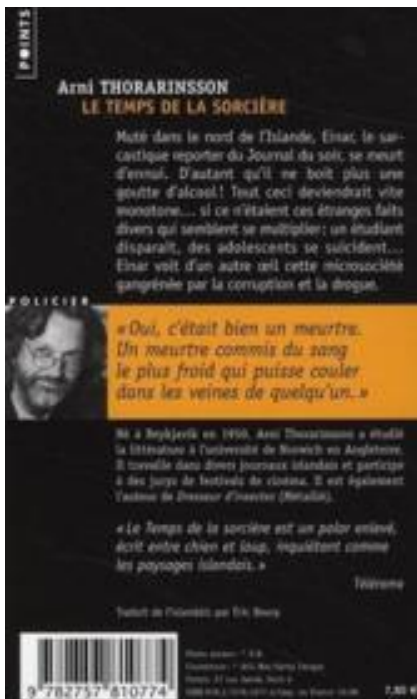 POINTS
Arni THORARINSSON
LE TEMPS DE LA SORCIÈRE
Muté dans le nord de l'Islande, Einar, le sar-
castique reporter du Journal du soir, se meurt
d'ennui. D'autant qu'il ne boit plus une
goutte d'alcool ! Tout ceci deviendrait vite
monotone... si ce n'étaient ces étranges faits
divers qui semblent se multiplier : un étudiant
disparaît, des adolescents se suicident...
Einar voit d'un autre œil cette microsociété
gangrénée par la corruption et la drogue.
POLICIER
« Oui, c'était bien un meurtre.
Un meurtre commis du sang
le plus froid qui puisse couler
dans les veines de quelqu'un. »
Né à Reykjavik en 1950, Arni Thorarinsson a étudié
la littérature à l'université de Norwich en Angleterre.
Il travaille dans divers journaux islandais et participe
à des jurys de festivals de cinéma. Il est également
l'auteur de Dresseur d'insectes (Métailié).
« Le Temps de la sorcière est un polar enlevé,
écrit entre chien et loup, inquiétant comme
les paysages islandais. »
Télérama
Traduit de l'islandais par Éric Boury
9 782757 810774